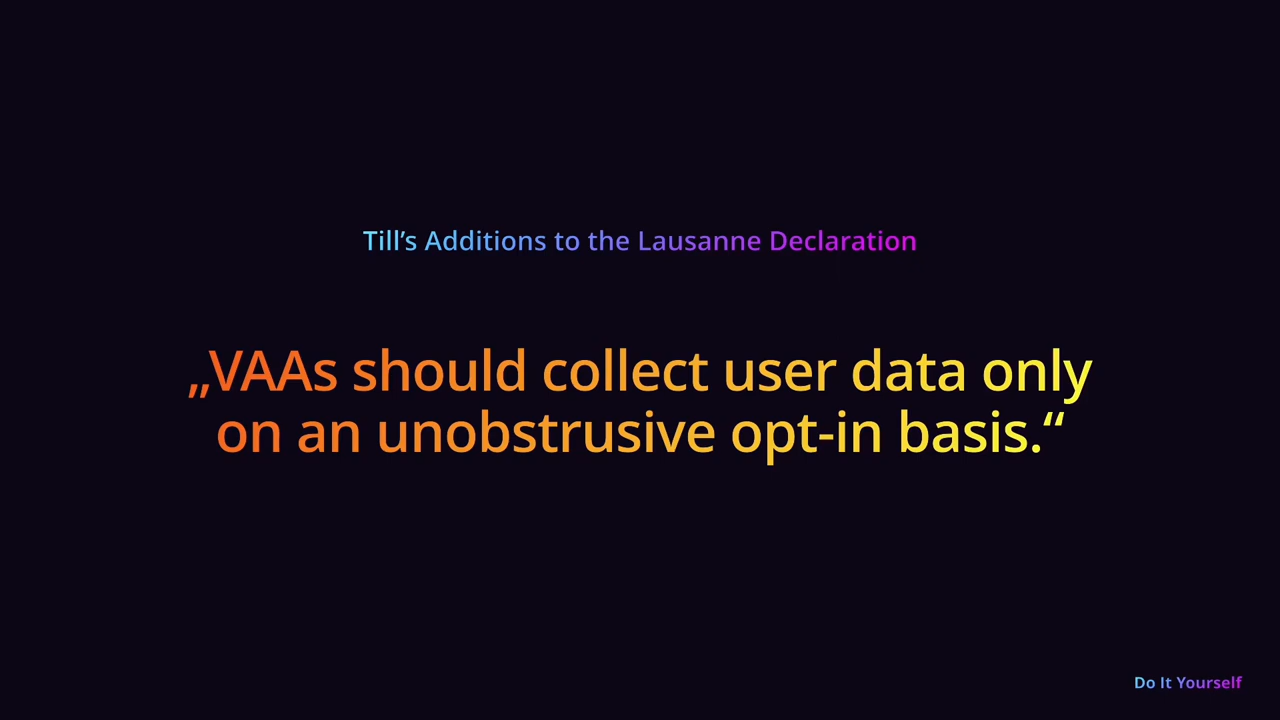 Till’s Additions to the Lausanne Declaration
„VAAs should collect user data only
on an unobstrusive opt-in basis.“
Do It Yourself